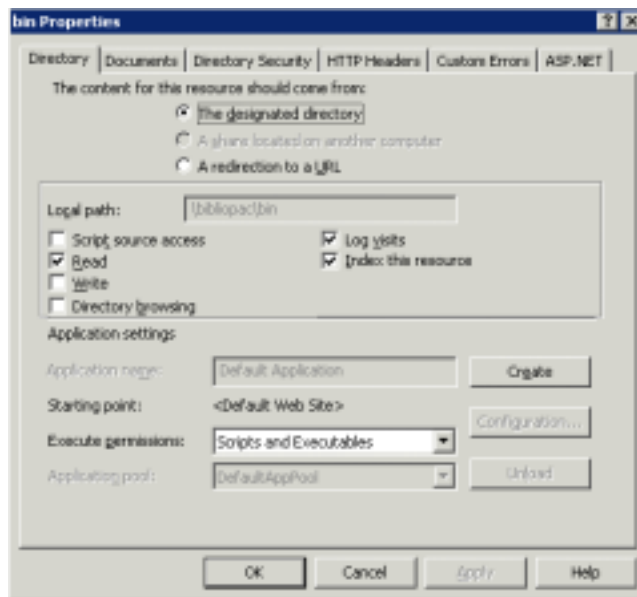 bin Properties
Directory Documents Directory Security HTTP Headers Custom Errors ASP.NET
The content for this resource should come from:
The designated directory
A share located on another computer
A redirection to a URL
Local path: \bibliopac\bin
Script source access Log visits
Read Index this resource
Write
Directory browsing
Application settings
Application name: Default Application Create
Starting point: <Default Web Site>
Configuration...
Execute permissions: Scripts and Executables
Application pool: DefaultAppPool Unload
OK Cancel Apply Help